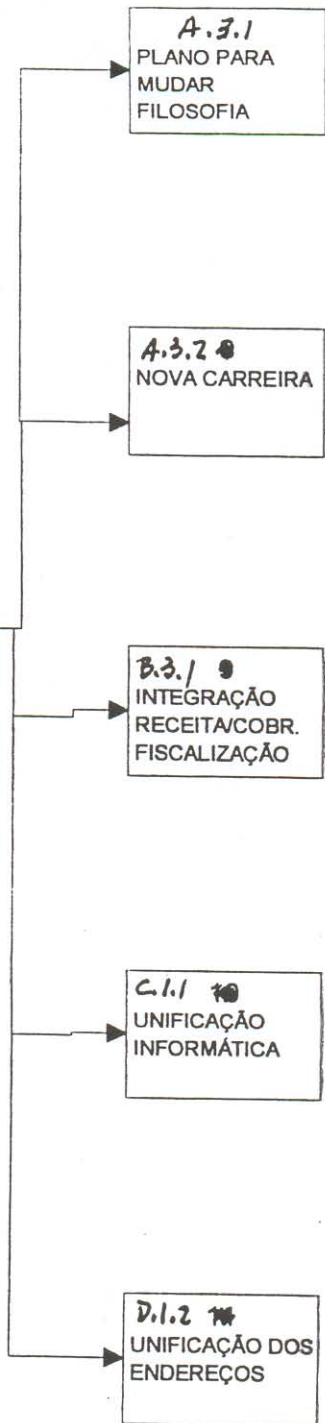 A.3.1
PLANO PARA
MUDAR
FILOSOFIA
A.3.2
NOVA CARREIRA
B.3.1
INTEGRAÇÃO
RECEITA/COBR.
FISCALIZAÇÃO
C.1.1
UNIFICAÇÃO
INFORMÁTICA
D.1.2
UNIFICAÇÃO DOS
ENDEREÇOS